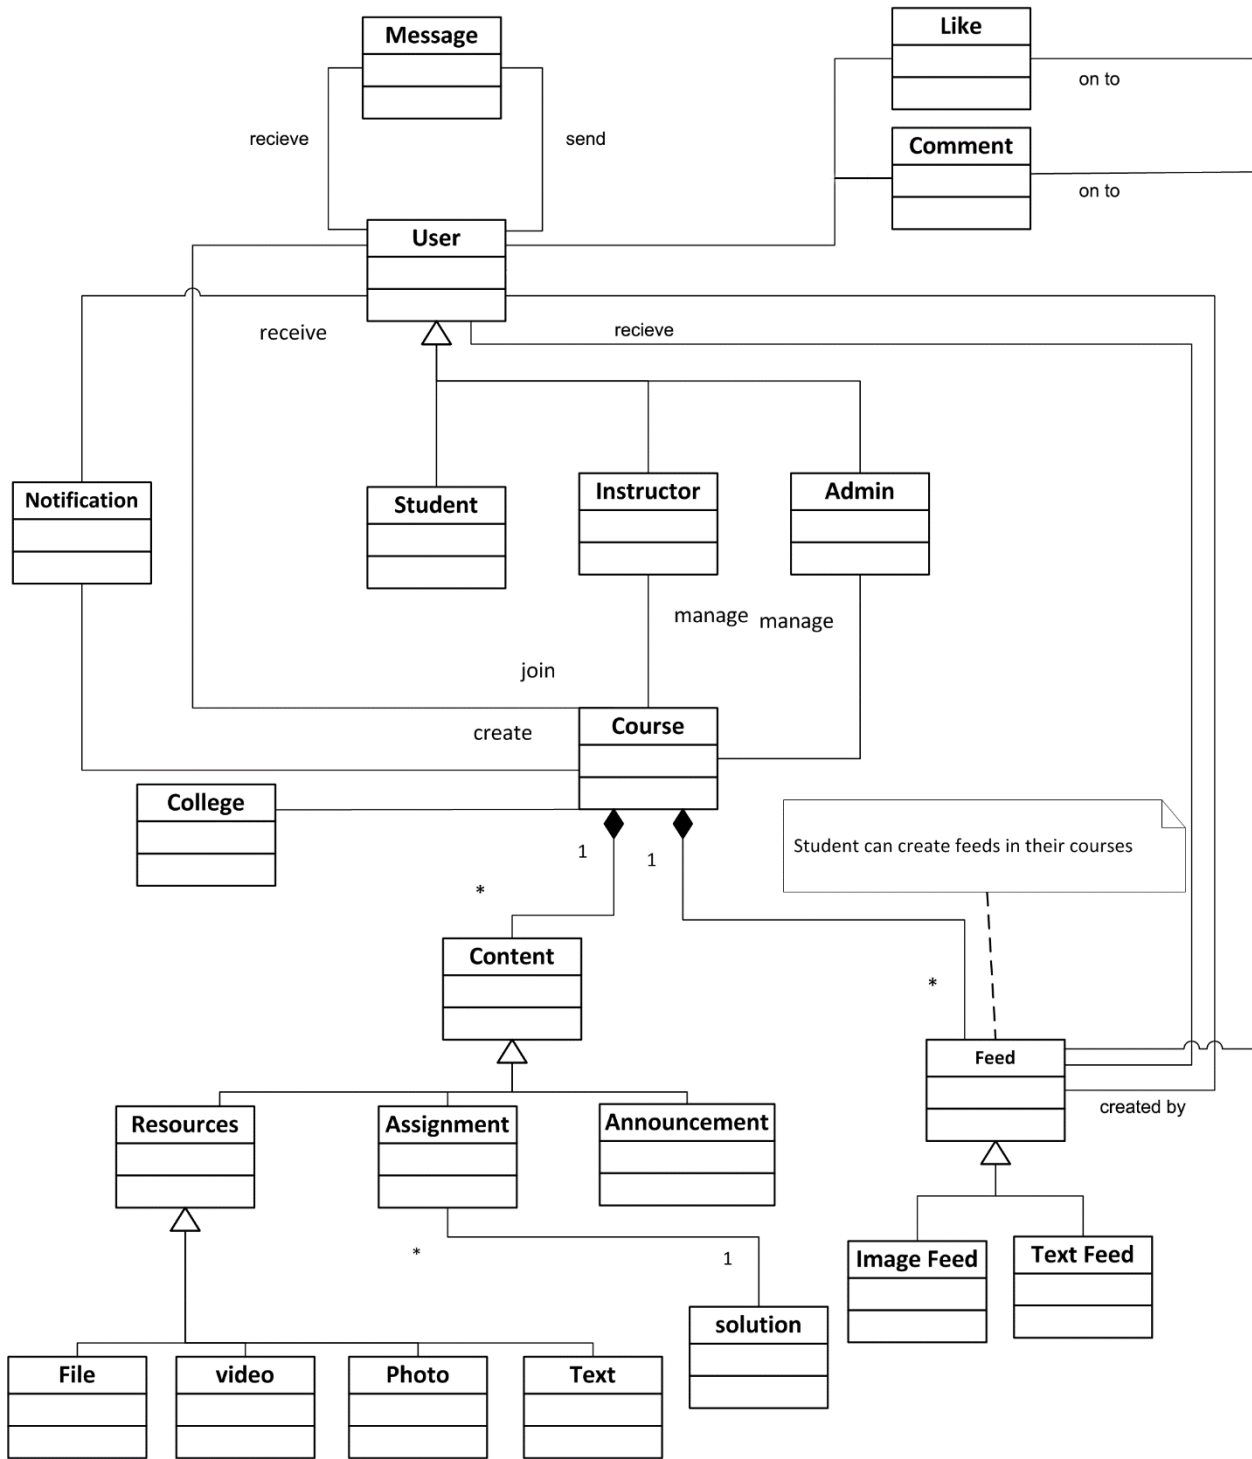 Message
Like
on to
recieve
send
Comment
on to
User
receive
recieve
Notification
Student
Instructor
Admin
manage
manage
join
Course
create
College
1
1
Student can create feeds in their courses
*
Content
*
Feed
created by
Resources
Assignment
Announcement
*
1
Image Feed
Text Feed
solution
File
video
Photo
Text